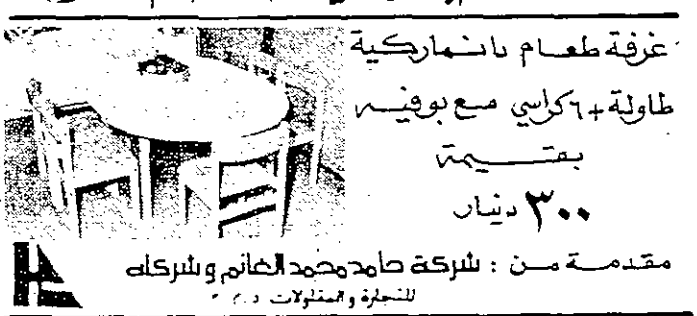 غرفة طعام دانماركية
طاولة + ٦ كراسي مع بوفيه
بقيمة
٣٠٠ دينار
مقدمة من : شركة حامد محمد الغانم وشركاه
للتجارة والمقاولات ذ.م.م